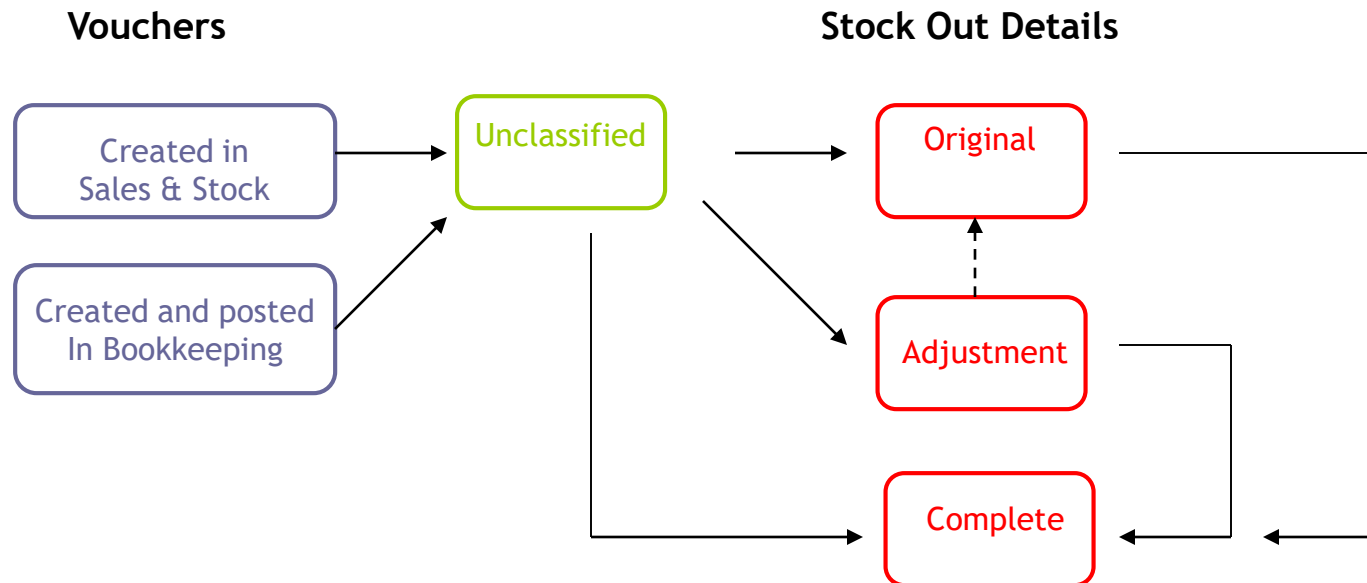 Vouchers
Stock Out Details
Created in
Sales & Stock
Unclassified
Original
Created and posted
In Bookkeeping
Adjustment
Complete